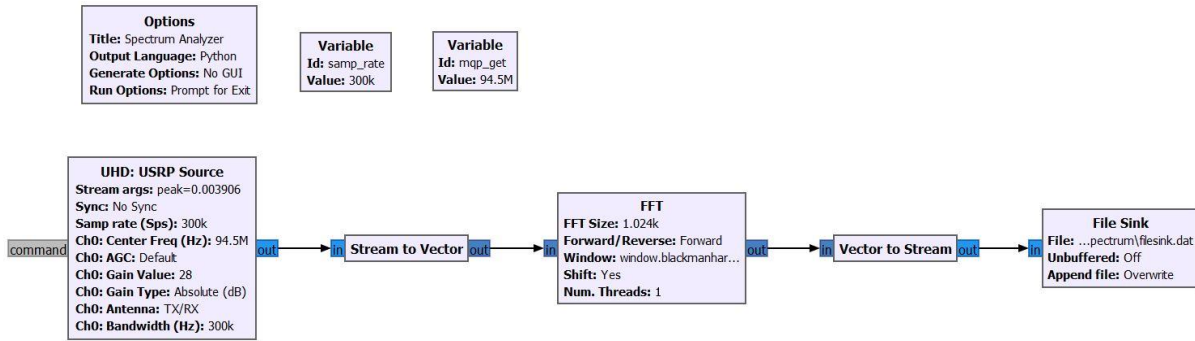 Options
Title: Spectrum Analyzer
Output Language: Python
Generate Options: No GUI
Run Options: Prompt for Exit
Variable
Id: samp_rate
Value: 300k
Variable
Id: mqp_get
Value: 94.5M
command
UHD: USRP Source
Stream args: peak=0.003906
Sync: No Sync
Samp rate (Sps): 300k
Ch0: Center Freq (Hz): 94.5M
Ch0: AGC: Default
Ch0: Gain Value: 28
Ch0: Gain Type: Absolute (dB)
Ch0: Antenna: TX/RX
Ch0: Bandwidth (Hz): 300k
out
in
Stream to Vector
out
in
FFT
FFT Size: 1.024k
Forward/Reverse: Forward
Window: window.blackmanhar...
Shift: Yes
Num. Threads: 1
out
in
Vector to Stream
out
in
File Sink
File: ...pectrum\filesink.dat
Unbuffered: Off
Append file: Overwrite